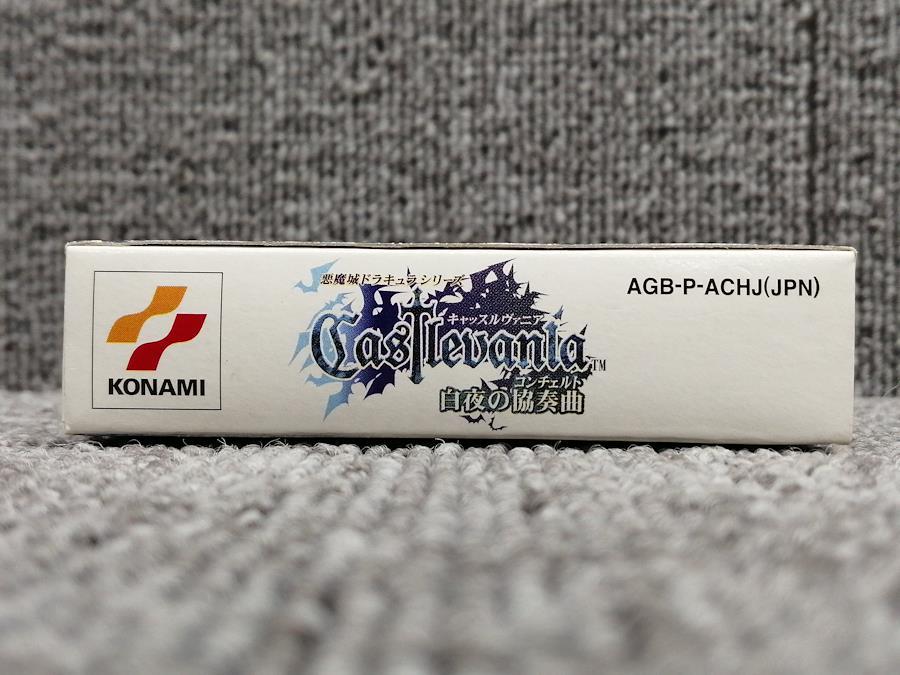 KONAMI
悪魔城ドラキュラシリーズ
キャッスルヴァニア
Castlevania™
コンチェルト
白夜の協奏曲
AGB-P-ACHJ(JPN)